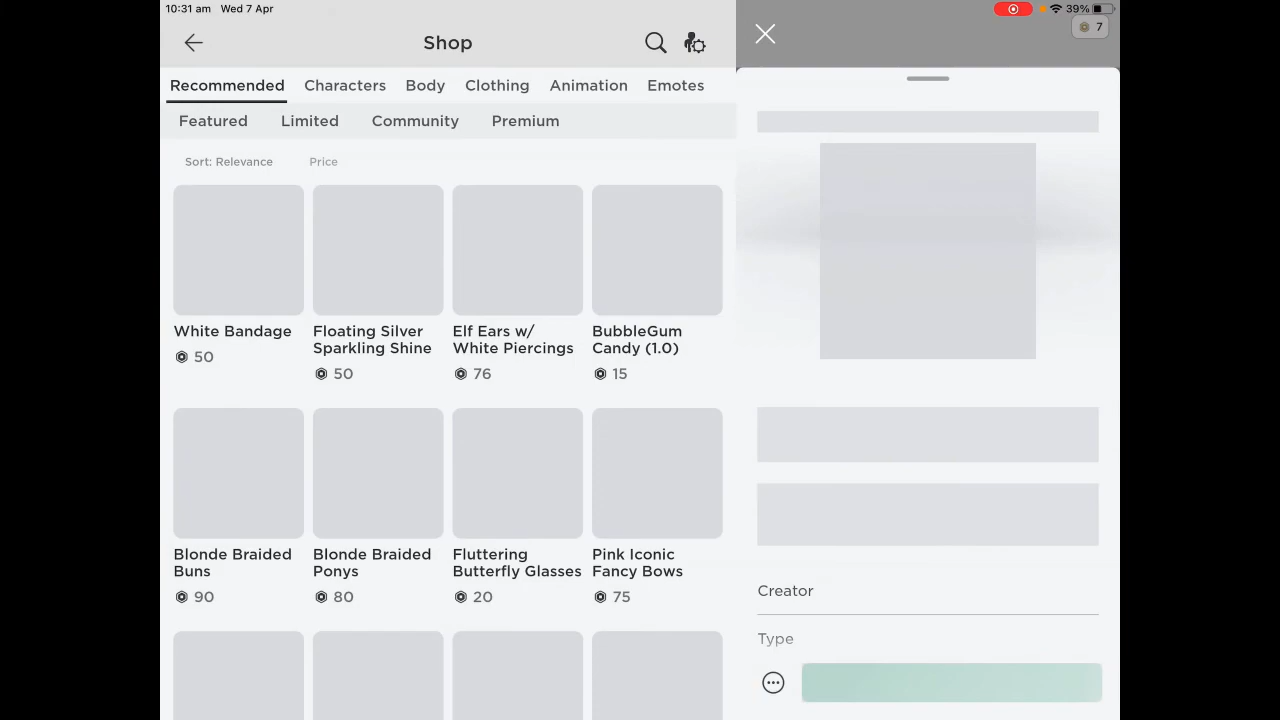 10:31 am Wed 7 Apr
39%
7
Shop
Recommended Characters Body Clothing Animation Emotes
Featured Limited Community Premium
Sort: Relevance Price
White Bandage
50
Floating Silver
Sparkling Shine
50
Elf Ears w/
White Piercings
76
BubbleGum
Candy (1.0)
15
Blonde Braided
Buns
90
Blonde Braided
Ponys
80
Fluttering
Butterfly Glasses
20
Pink Iconic
Fancy Bows
75
Creator
Type